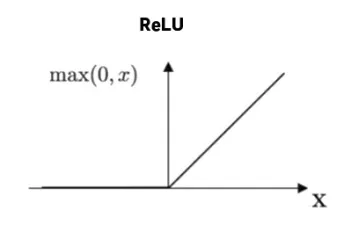 ReLU
max(0, x)
x